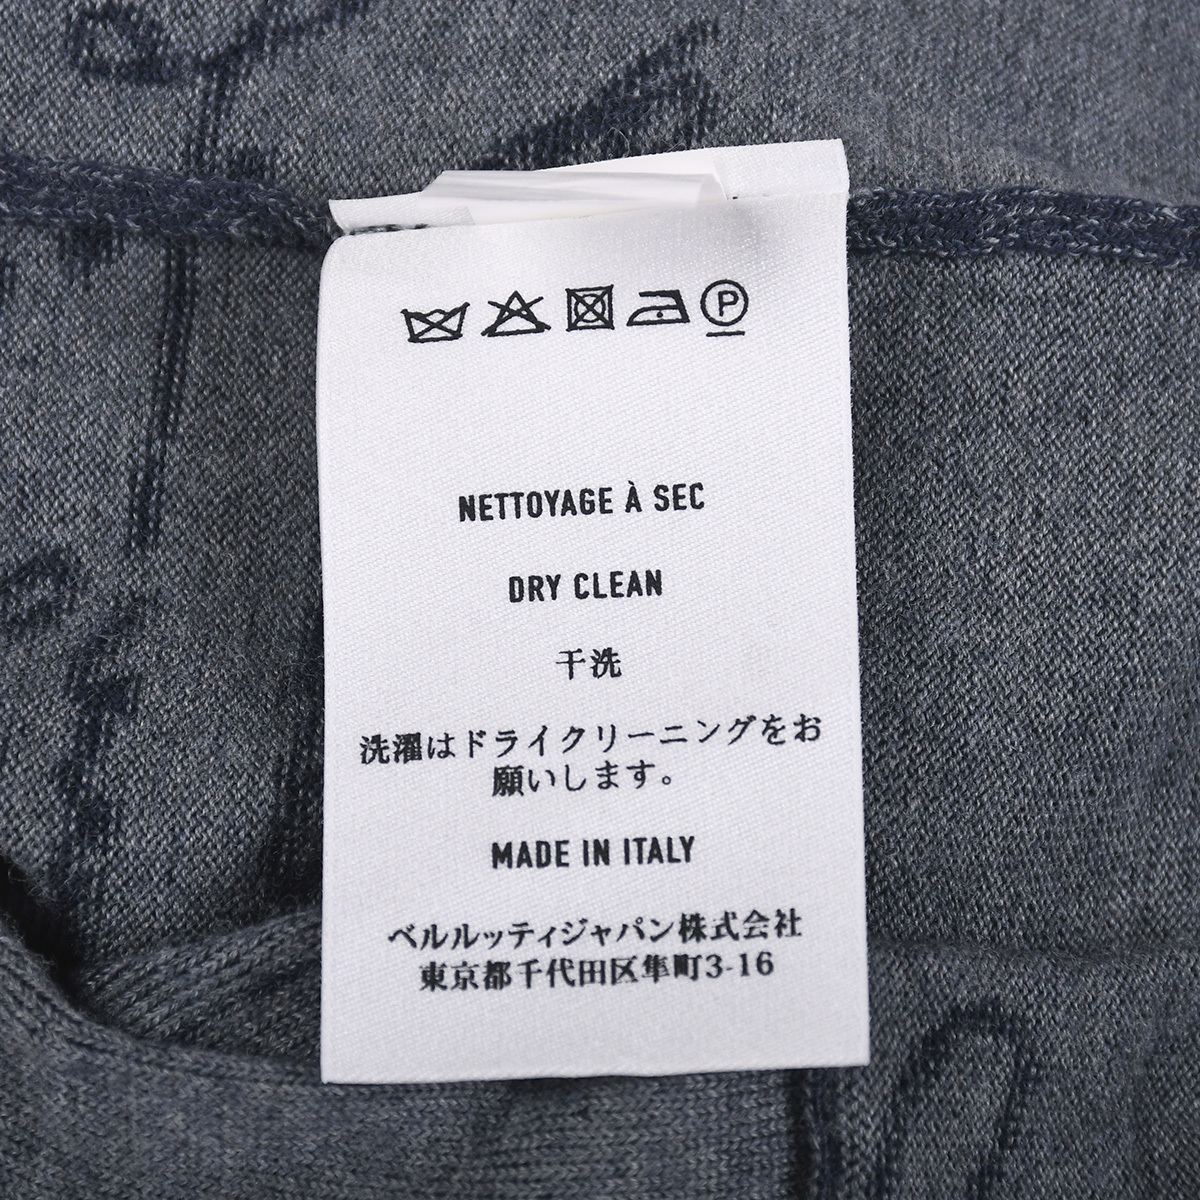 P
NETTOYAGE À SEC
DRY CLEAN
干洗
洗濯はドライクリーニングをお
願いします。
MADE IN ITALY
ベルルッティジャパン株式会社
東京都千代田区隼町3-16